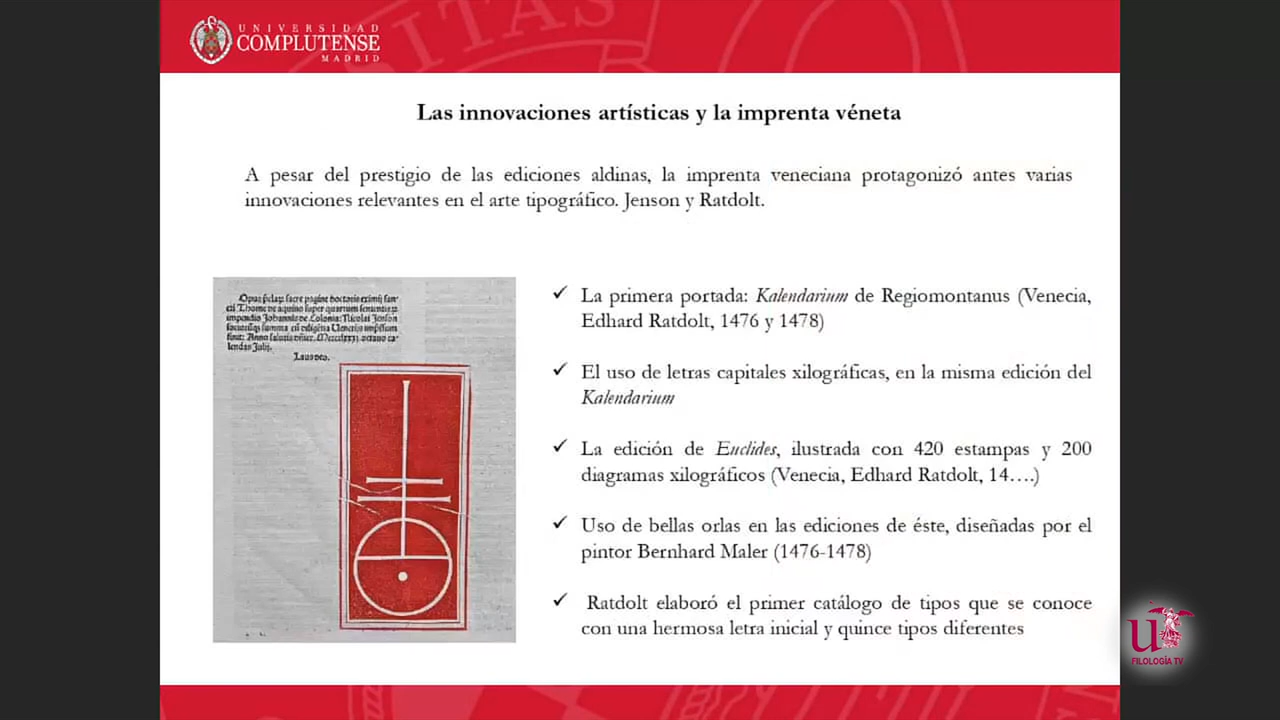 UNIVERSIDAD
COMPLUTENSE
MADRID
Las innovaciones artísticas y la imprenta véneta
A pesar del prestigio de las ediciones aldinas, la imprenta veneciana protagonizó antes varias
innovaciones relevantes en el arte tipográfico. Jenson y Ratdolt.
✓ La primera portada: Kalendarium de Regiomontanus (Venecia,
Edhard Ratdolt, 1476 y 1478)
✓ El uso de letras capitales xilográficas, en la misma edición del
Kalendarium
✓ La edición de Euclides, ilustrada con 420 estampas y 200
diagramas xilográficos (Venecia, Edhard Ratdolt, 14….)
✓ Uso de bellas orlas en las ediciones de éste, diseñadas por el
pintor Bernhard Maler (1476-1478)
✓ Ratdolt elaboró el primer catálogo de tipos que se conoce
con una hermosa letra inicial y quince tipos diferentes
Laus deo.
u
FILOLOGÍA TV